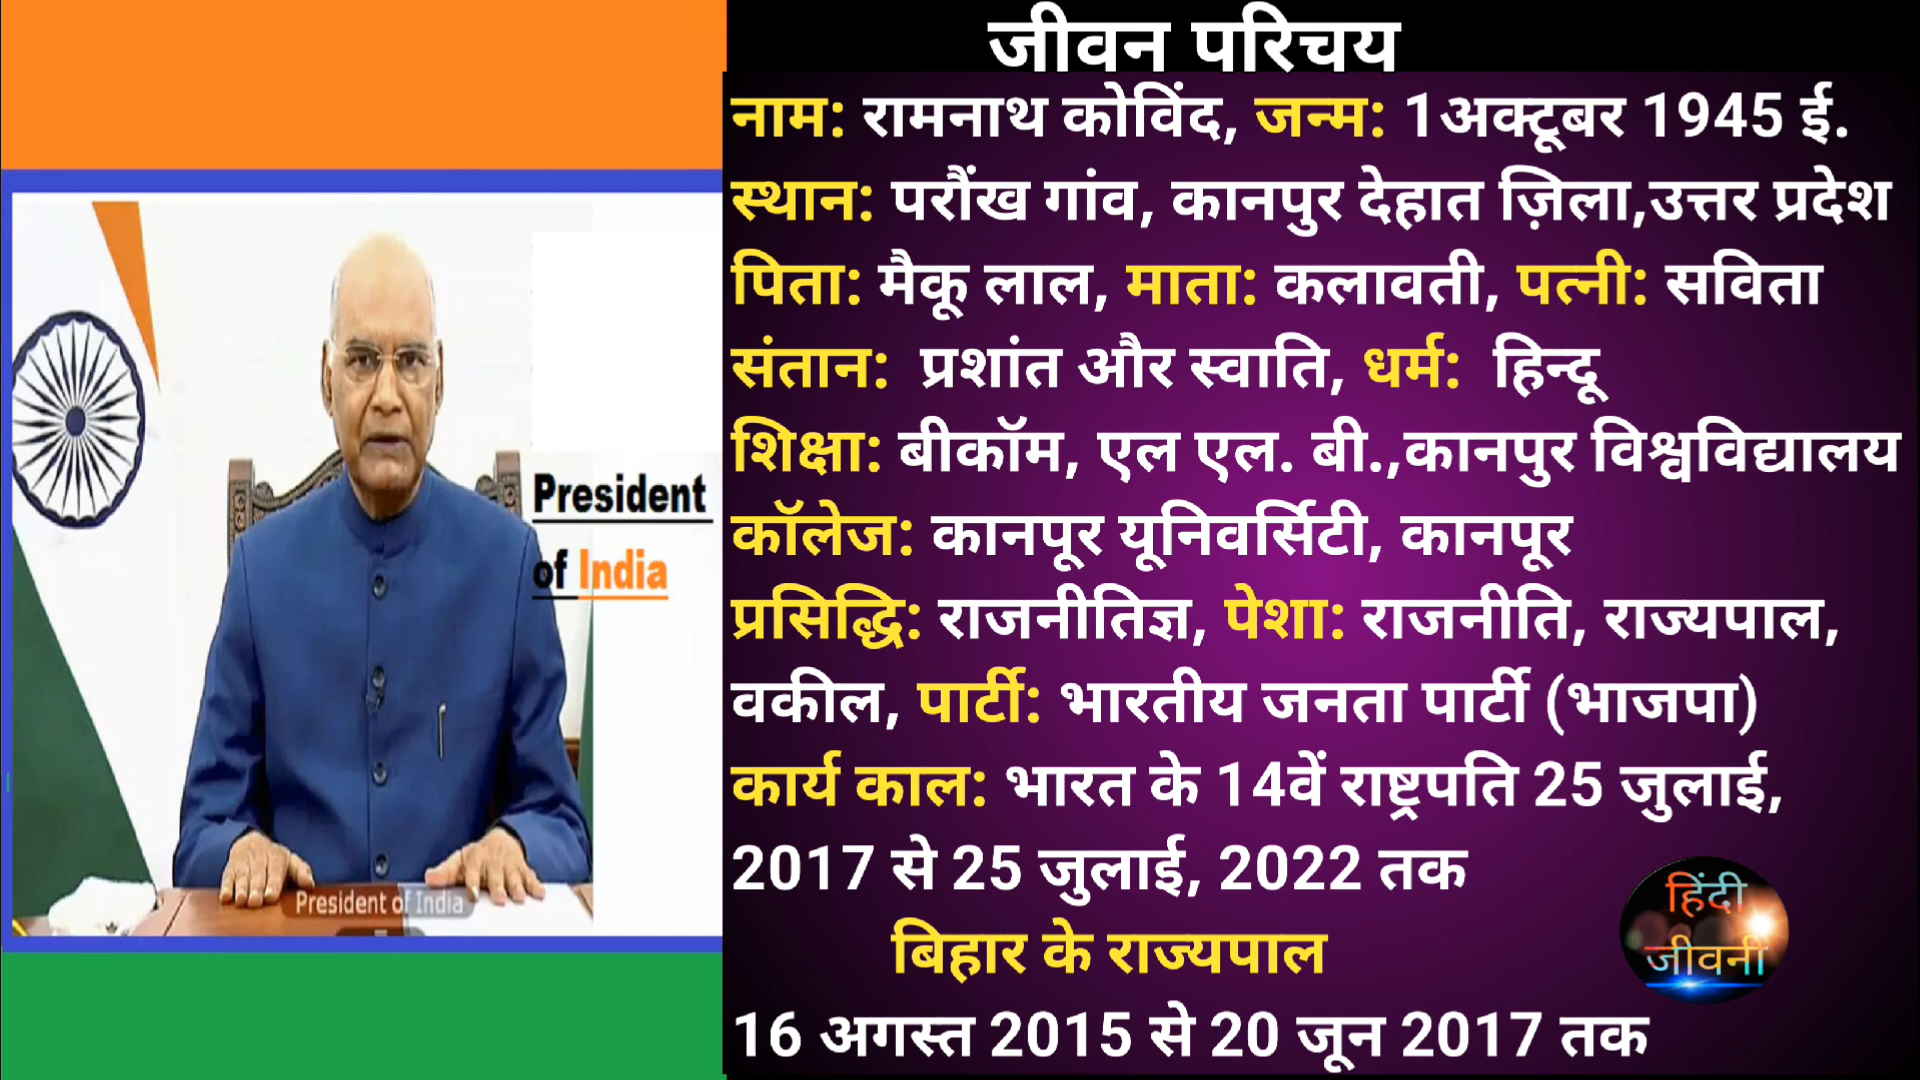 जीवन परिचय
नाम: रामनाथ कोविंद, जन्म: 1अक्टूबर 1945 ई.
स्थान: परौंख गांव, कानपुर देहात ज़िला,उत्तर प्रदेश
पिता: मैकू लाल, माता: कलावती, पत्नी: सविता
संतान: प्रशांत और स्वाति, धर्म: हिन्दू
शिक्षा: बीकॉम, एल एल. बी.,कानपुर विश्वविद्यालय
कॉलेज: कानपूर यूनिवर्सिटी, कानपूर
प्रसिद्धि: राजनीतिज्ञ, पेशा: राजनीति, राज्यपाल,
वकील, पार्टी: भारतीय जनता पार्टी (भाजपा)
कार्य काल: भारत के 14वें राष्ट्रपति 25 जुलाई,
2017 से 25 जुलाई, 2022 तक
बिहार के राज्यपाल
16 अगस्त 2015 से 20 जून 2017 तक
President
of India
President of India
हिंदी
जीवनी